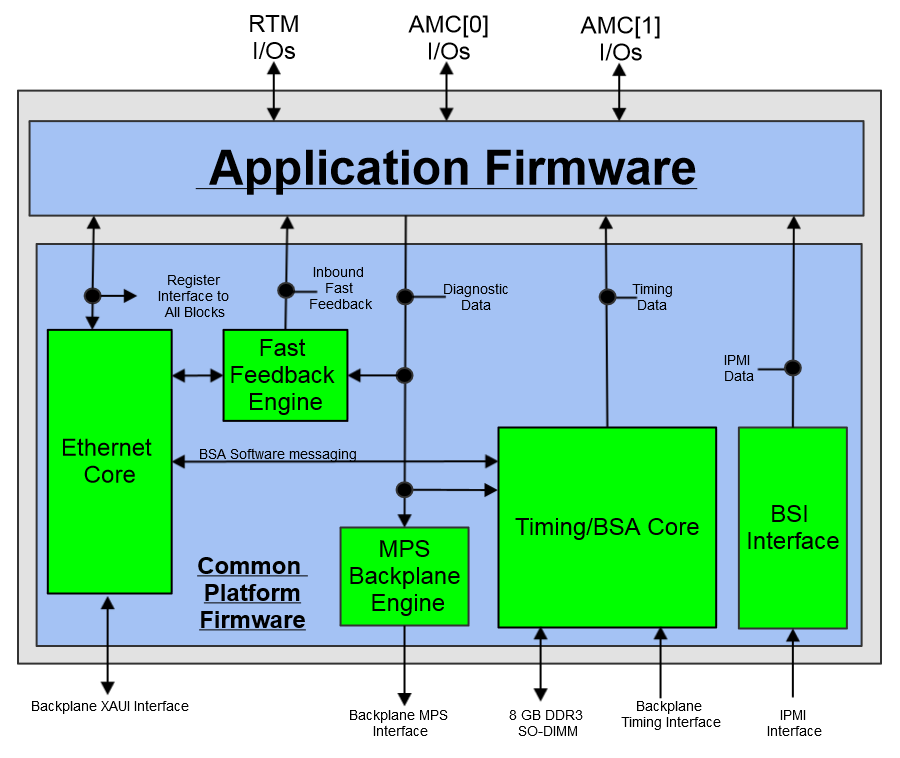 RTM
I/Os
AMC[0]
I/Os
AMC[1]
I/Os
Application Firmware
Register
Interface to
All Blocks
Inbound
Fast
Feedback
Diagnostic
Data
Timing
Data
IPMI
Data
Fast
Feedback
Engine
Ethernet
Core
BSA Software messaging
Timing/BSA Core
BSI
Interface
MPS
Backplane
Engine
Common
Platform
Firmware
Backplane XAUI Interface
Backplane MPS
Interface
8 GB DDR3
SO-DIMM
Backplane
Timing Interface
IPMI
Interface